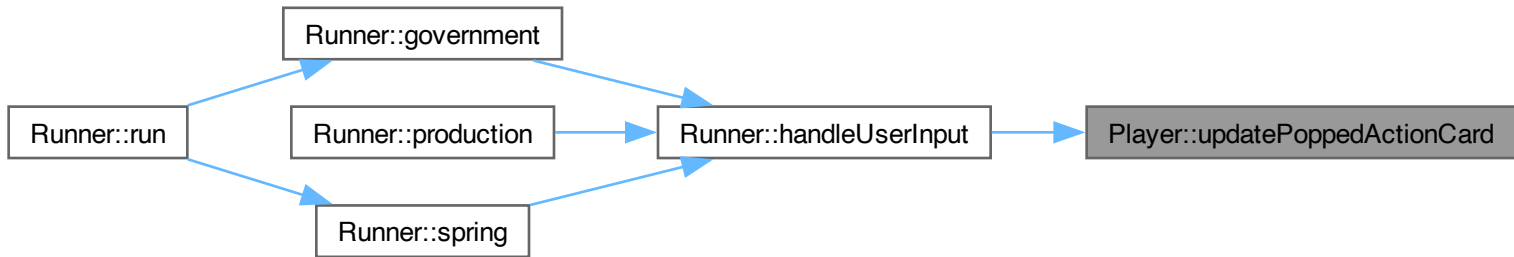 Runner::government
Runner::run
Runner::production
Runner::handleUserInput
Player::updatePoppedActionCard
Runner::spring